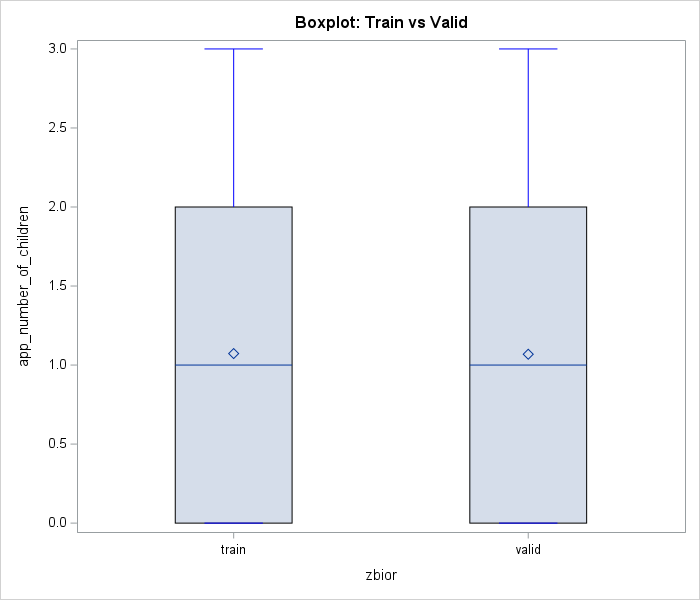 Boxplot: Train vs Valid
3.0
2.5
2.0
1.5
1.0
0.5
0.0
app_number_of_children
train
valid
zbior